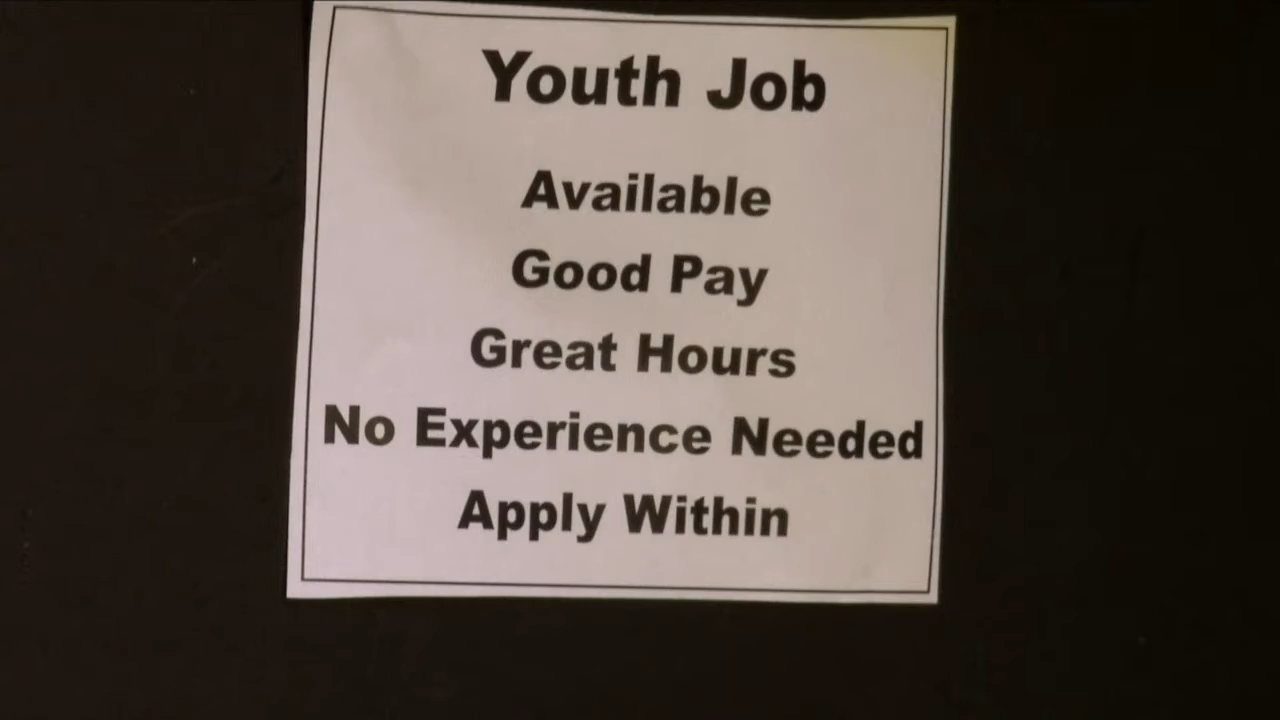 Youth Job
Available
Good Pay
Great Hours
No Experience Needed
Apply Within